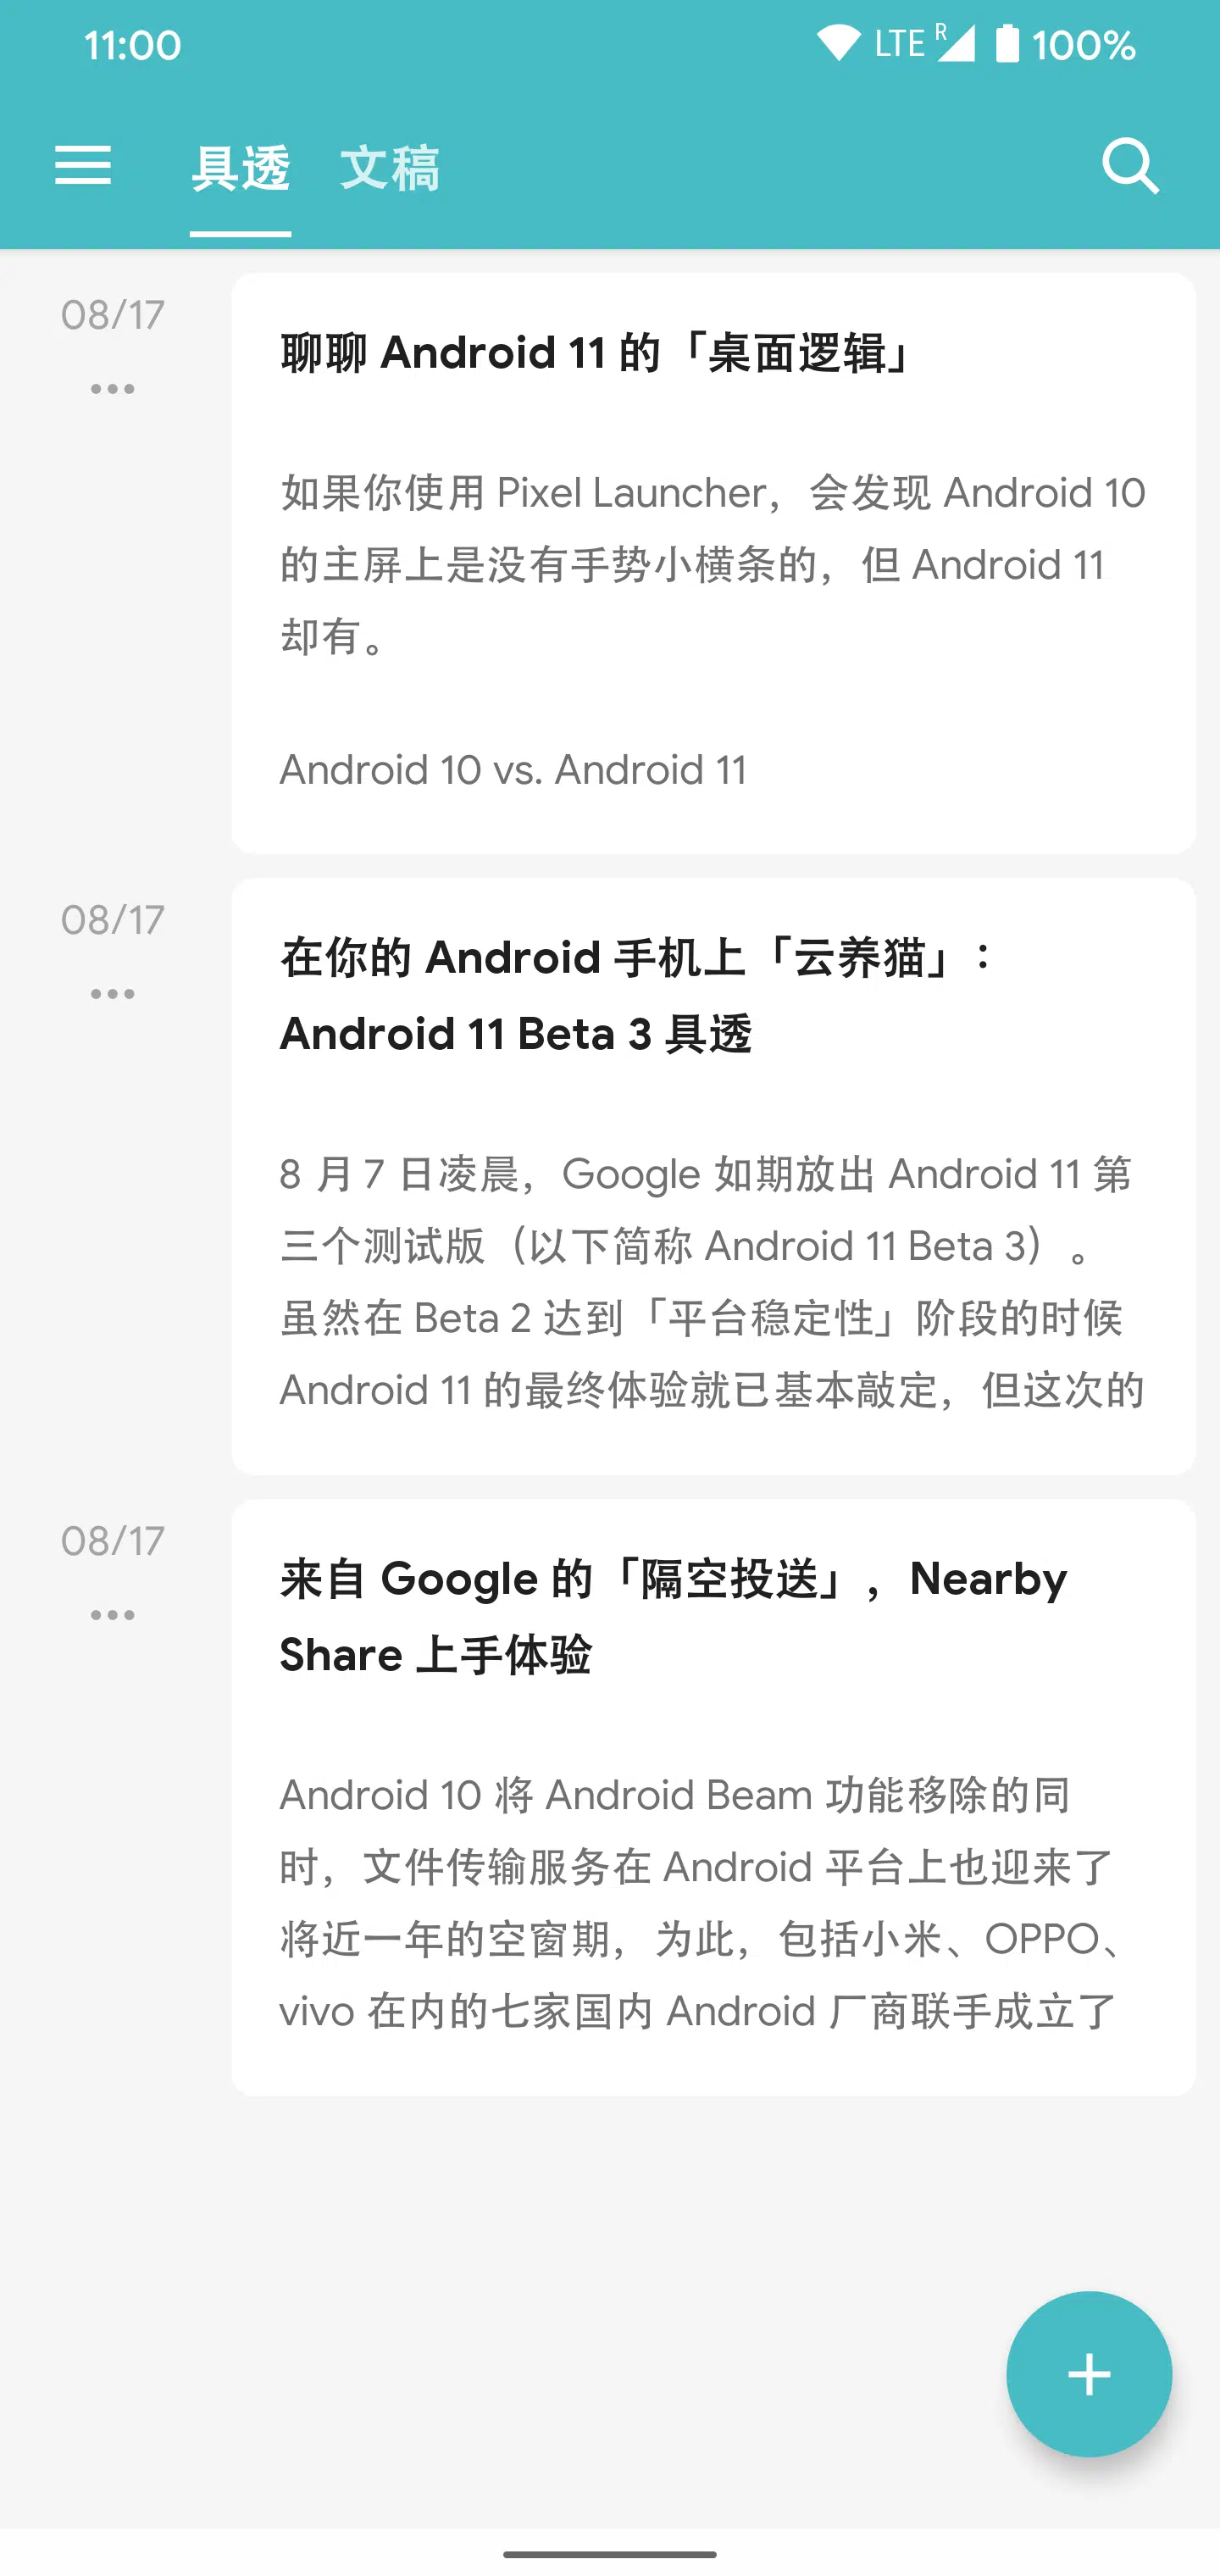 11:00 LTE R 100%
具透 文稿
08/17
聊聊 Android 11 的「桌面逻辑」
如果你使用 Pixel Launcher，会发现 Android 10
的主屏上是没有手势小横条的，但 Android 11
却有。
Android 10 vs. Android 11
08/17
在你的 Android 手机上「云养猫」：
Android 11 Beta 3 具透
8 月 7 日凌晨，Google 如期放出 Android 11 第
三个测试版（以下简称 Android 11 Beta 3）。
虽然在 Beta 2 达到「平台稳定性」阶段的时候
Android 11 的最终体验就已基本敲定，但这次的
08/17
来自 Google 的「隔空投送」，Nearby
Share 上手体验
Android 10 将 Android Beam 功能移除的同
时，文件传输服务在 Android 平台上也迎来了
将近一年的空窗期，为此，包括小米、OPPO、
vivo 在内的七家国内 Android 厂商联手成立了